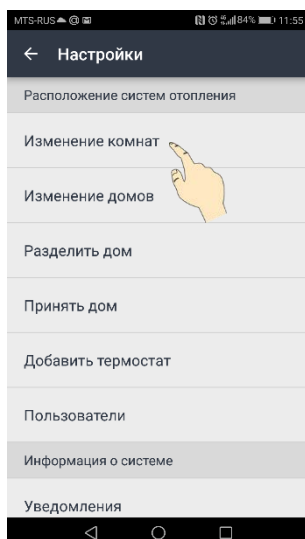 MTS-RUS 84% 11:55
Настройки
Расположение систем отопления
Изменение комнат
Изменение домов
Разделить дом
Принять дом
Добавить термостат
Пользователи
Информация о системе
Уведомления